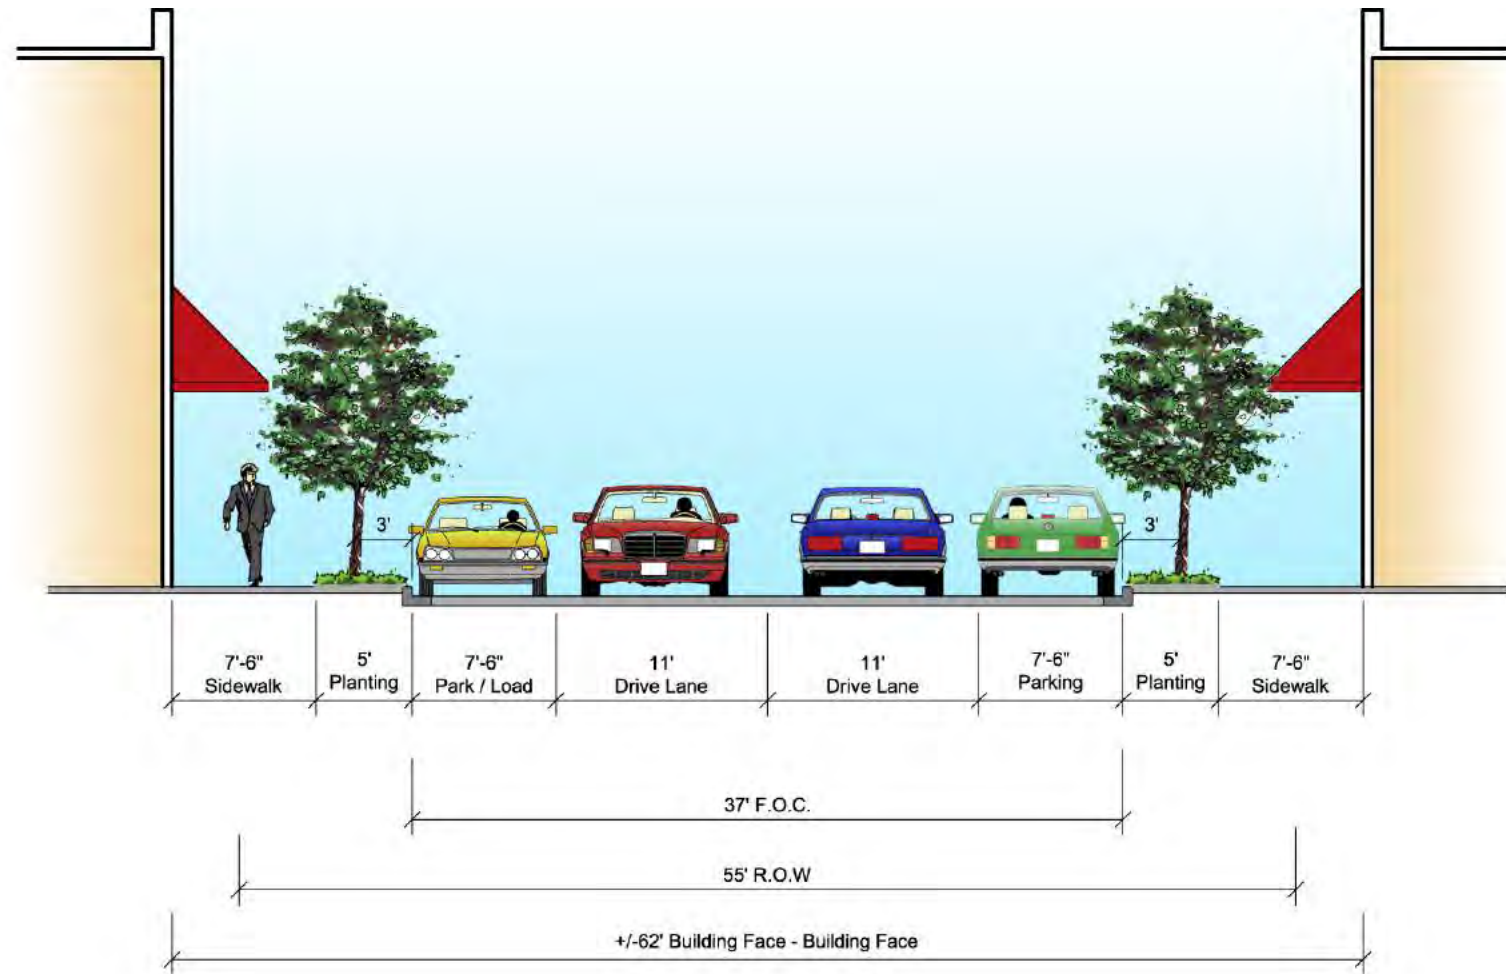 3'
3'
7'-6"
Sidewalk
5'
Planting
7'-6"
Park / Load
11'
Drive Lane
11'
Drive Lane
7'-6"
Parking
5'
Planting
7'-6"
Sidewalk
37' F.O.C.
55' R.O.W
+/-62' Building Face - Building Face